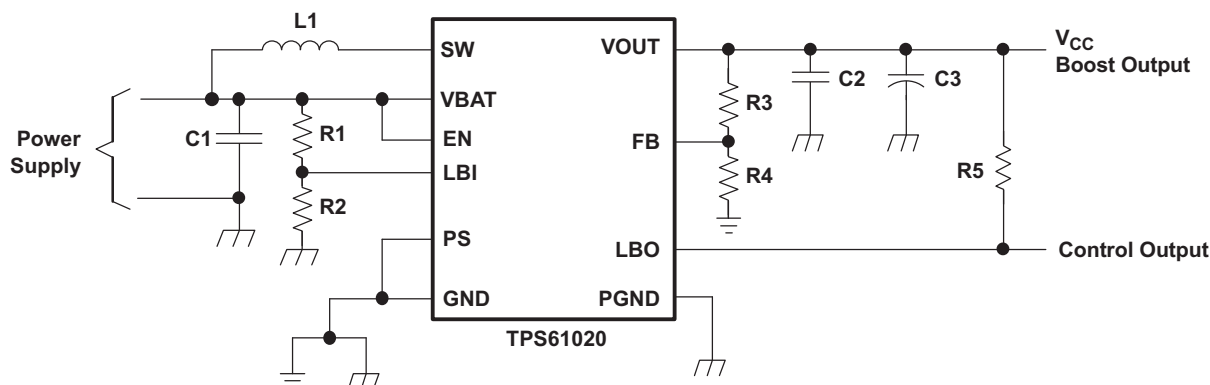 L1
SW
VOUT
V_CC
Boost Output
Power
Supply
C1
R1
VBAT
EN
LBI
R2
PS
GND
TPS61020
FB
R3
R4
C2
C3
R5
LBO
Control Output
PGND